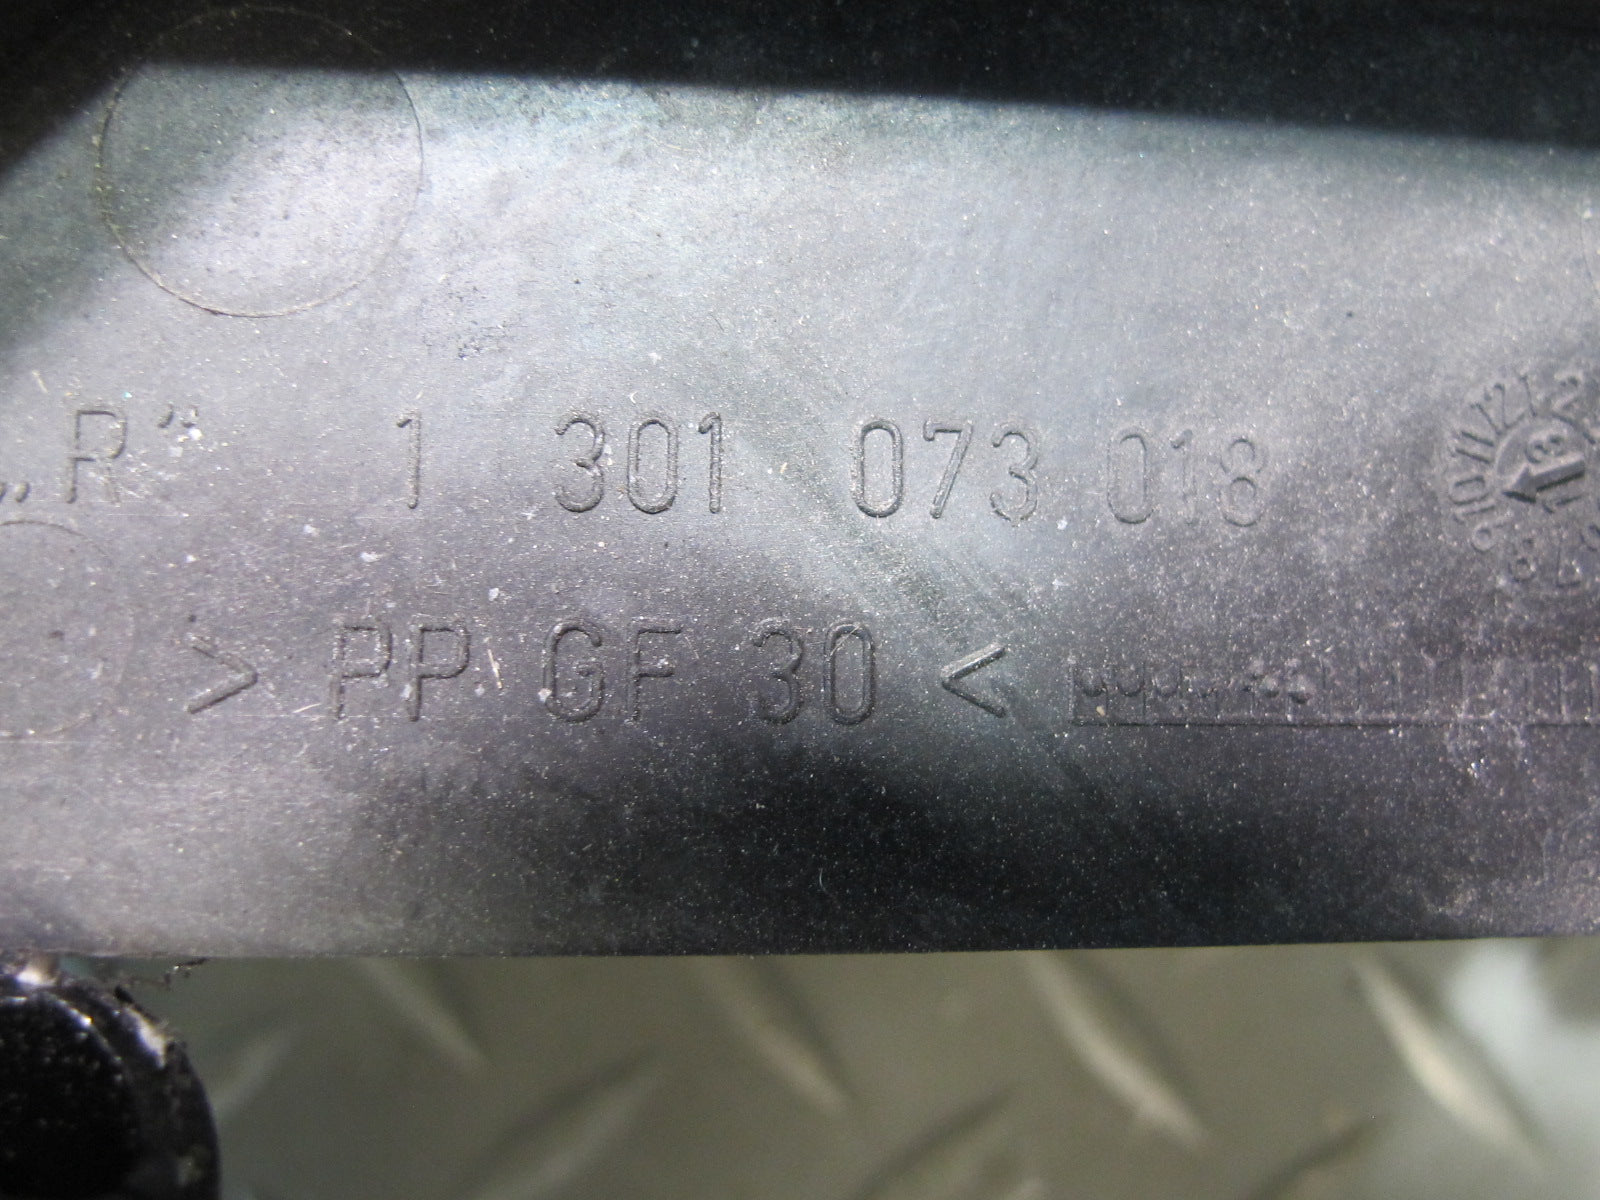 „R“ 1 301 073 018
> PP GF 30 <